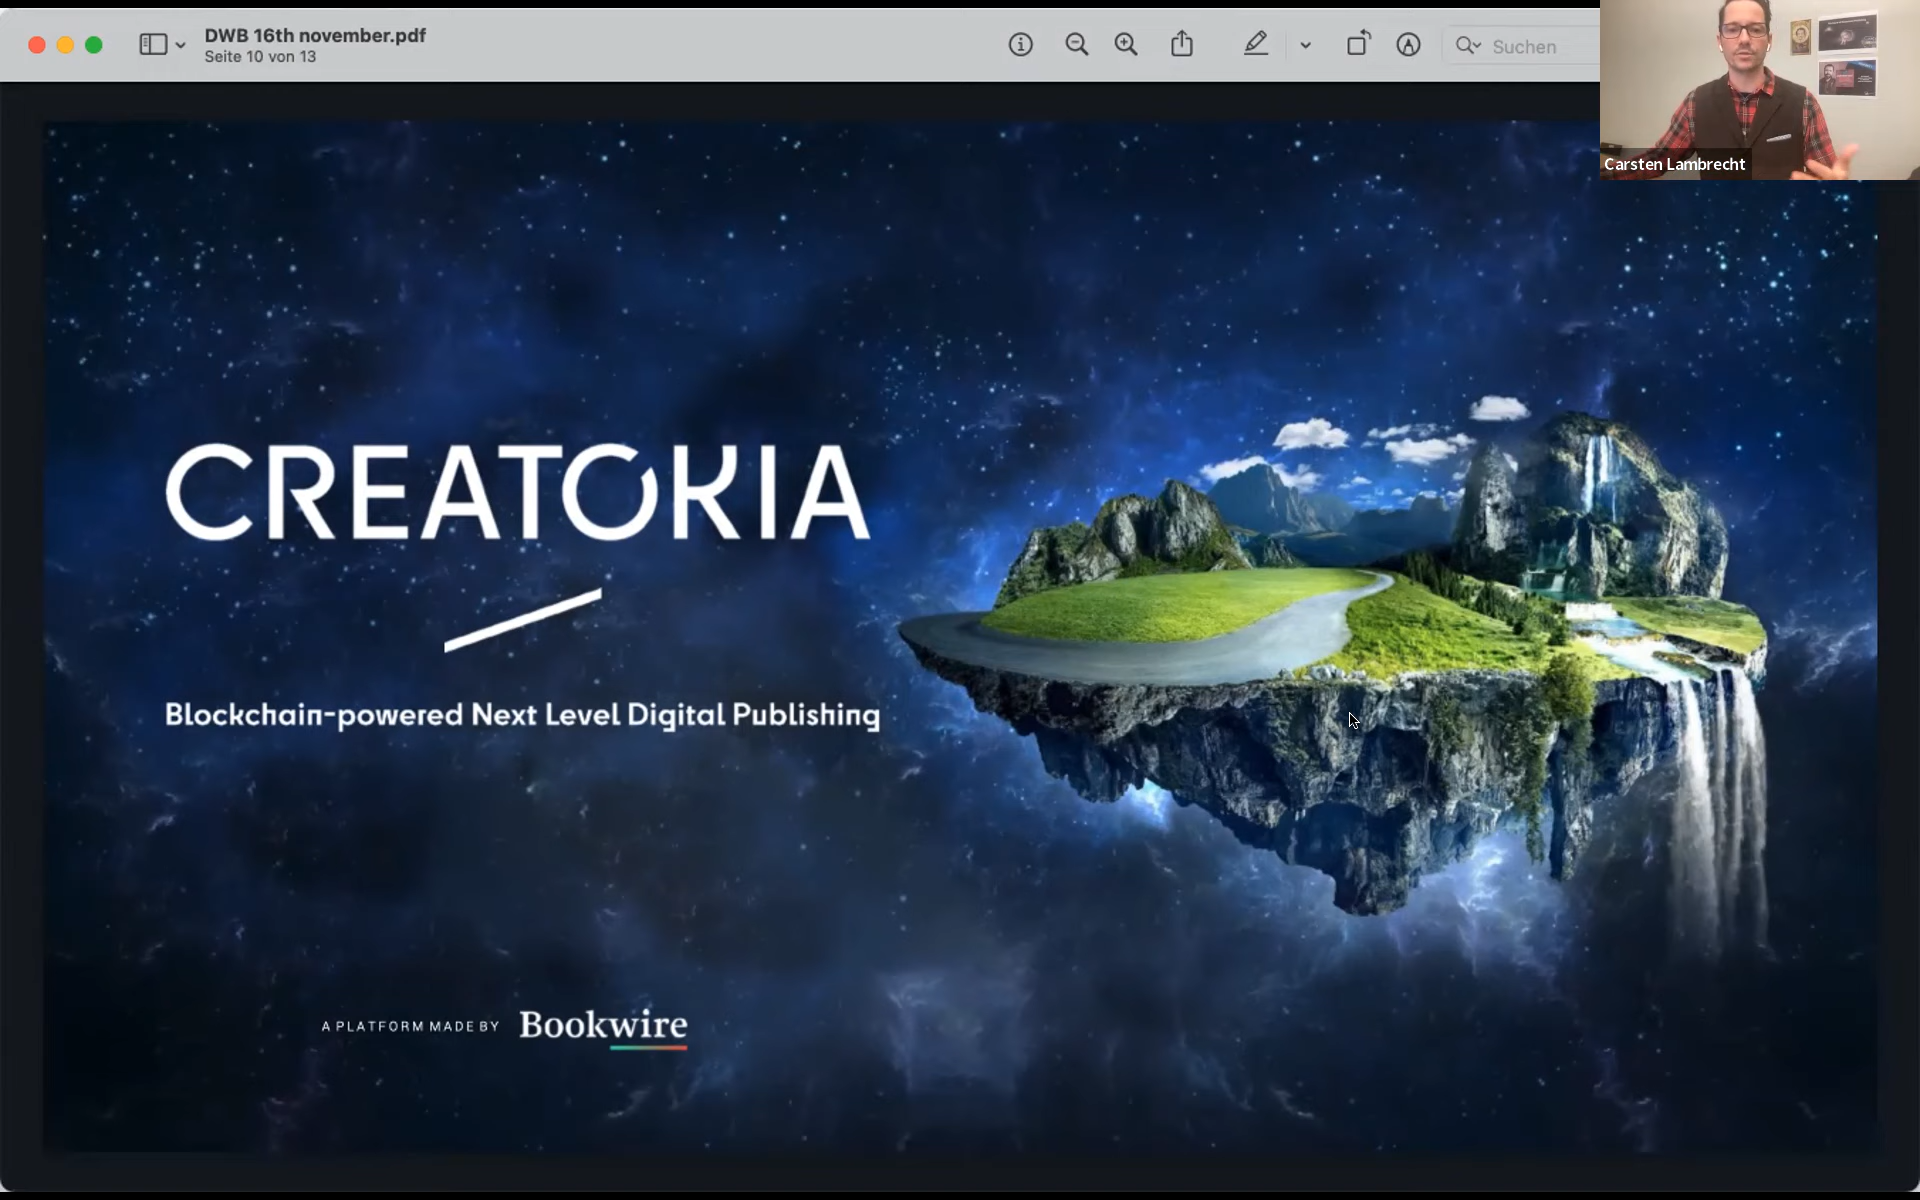 DWB 16th november.pdf
Seite 10 von 13
Suchen
Carsten Lambrecht
CREATOKIA
Blockchain-powered Next Level Digital Publishing
A PLATFORM MADE BY Bookwire